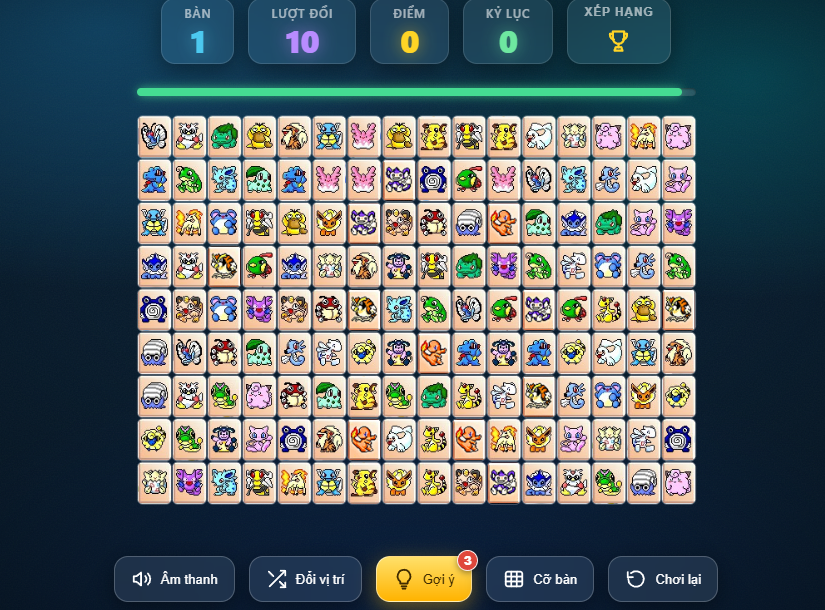 BÀN LƯỢT ĐỔI ĐIỂM KỶ LỤC XẾP HẠNG
1 10 0 0
3
Âm thanh Đổi vị trí Gợi ý Cỡ bàn Chơi lại